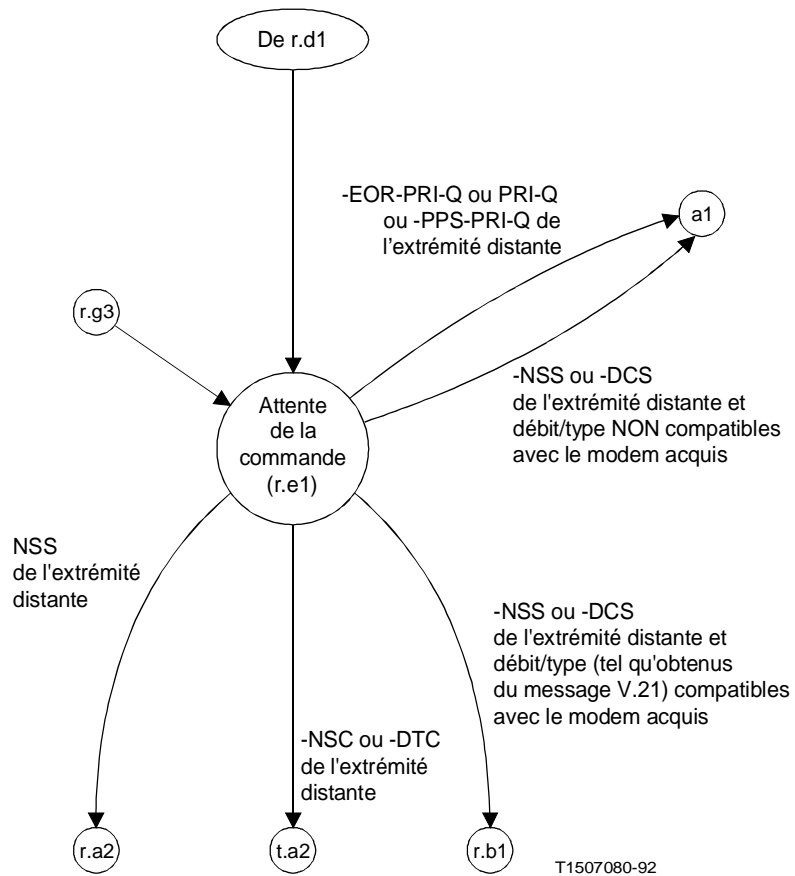 De r.d1
-EOR-PRI-Q ou PRI-Q
ou -PPS-PRI-Q de
l'extrémité distante
a1
r.g3
Attente
de la
commande
(r.e1)
-NSS ou -DCS
de l'extrémité distante et
débit/type NON compatibles
avec le modem acquis
NSS
de l'extrémité
distante
-NSS ou -DCS
de l'extrémité distante et
débit/type (tel qu'obtenus
du message V.21) compatibles
avec le modem acquis
-NSC ou -DTC
de l'extrémité
distante
r.a2
t.a2
r.b1
T1507080-92